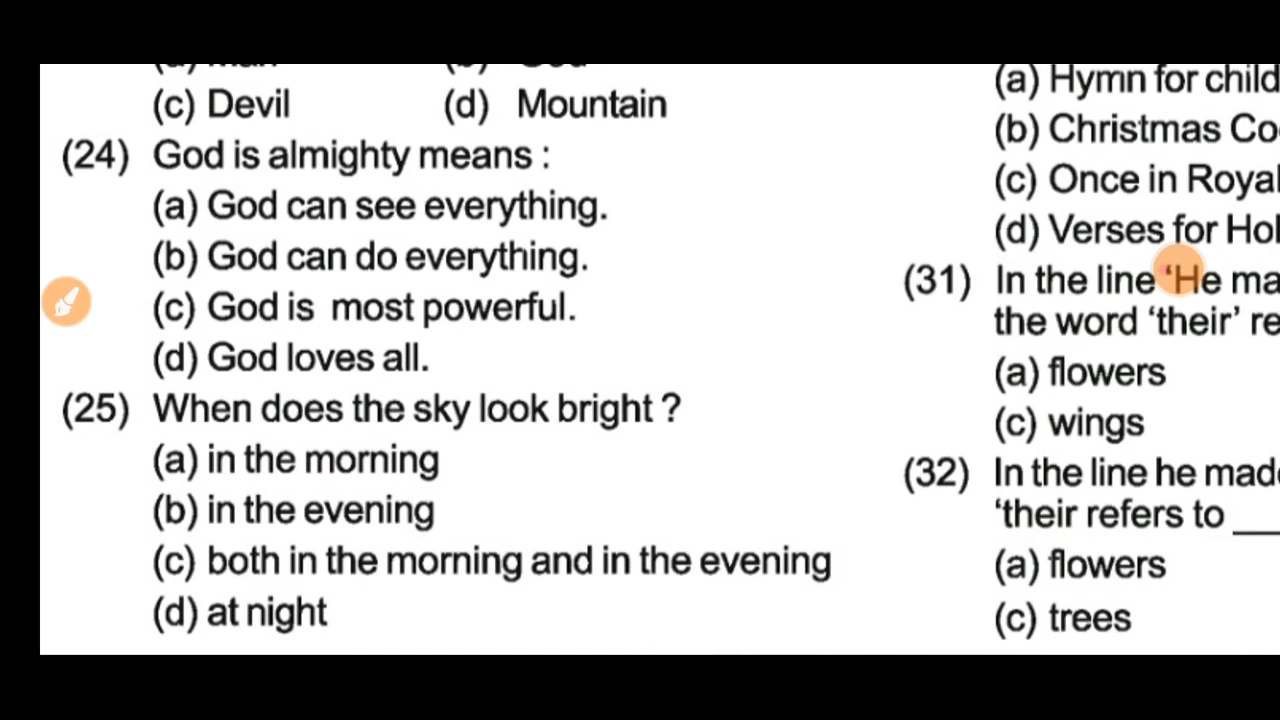 (c) Devil (d) Mountain
(24) God is almighty means :
(a) God can see everything.
(b) God can do everything.
(c) God is most powerful.
(d) God loves all.
(25) When does the sky look bright ?
(a) in the morning
(b) in the evening
(c) both in the morning and in the evening
(d) at night
(a) Hymn for child
(b) Christmas Co
(c) Once in Royal
(d) Verses for Hol
(31) In the line ‘He ma
the word ‘their’ re
(a) flowers
(c) wings
(32) In the line he made
‘their refers to ___
(a) flowers
(c) trees